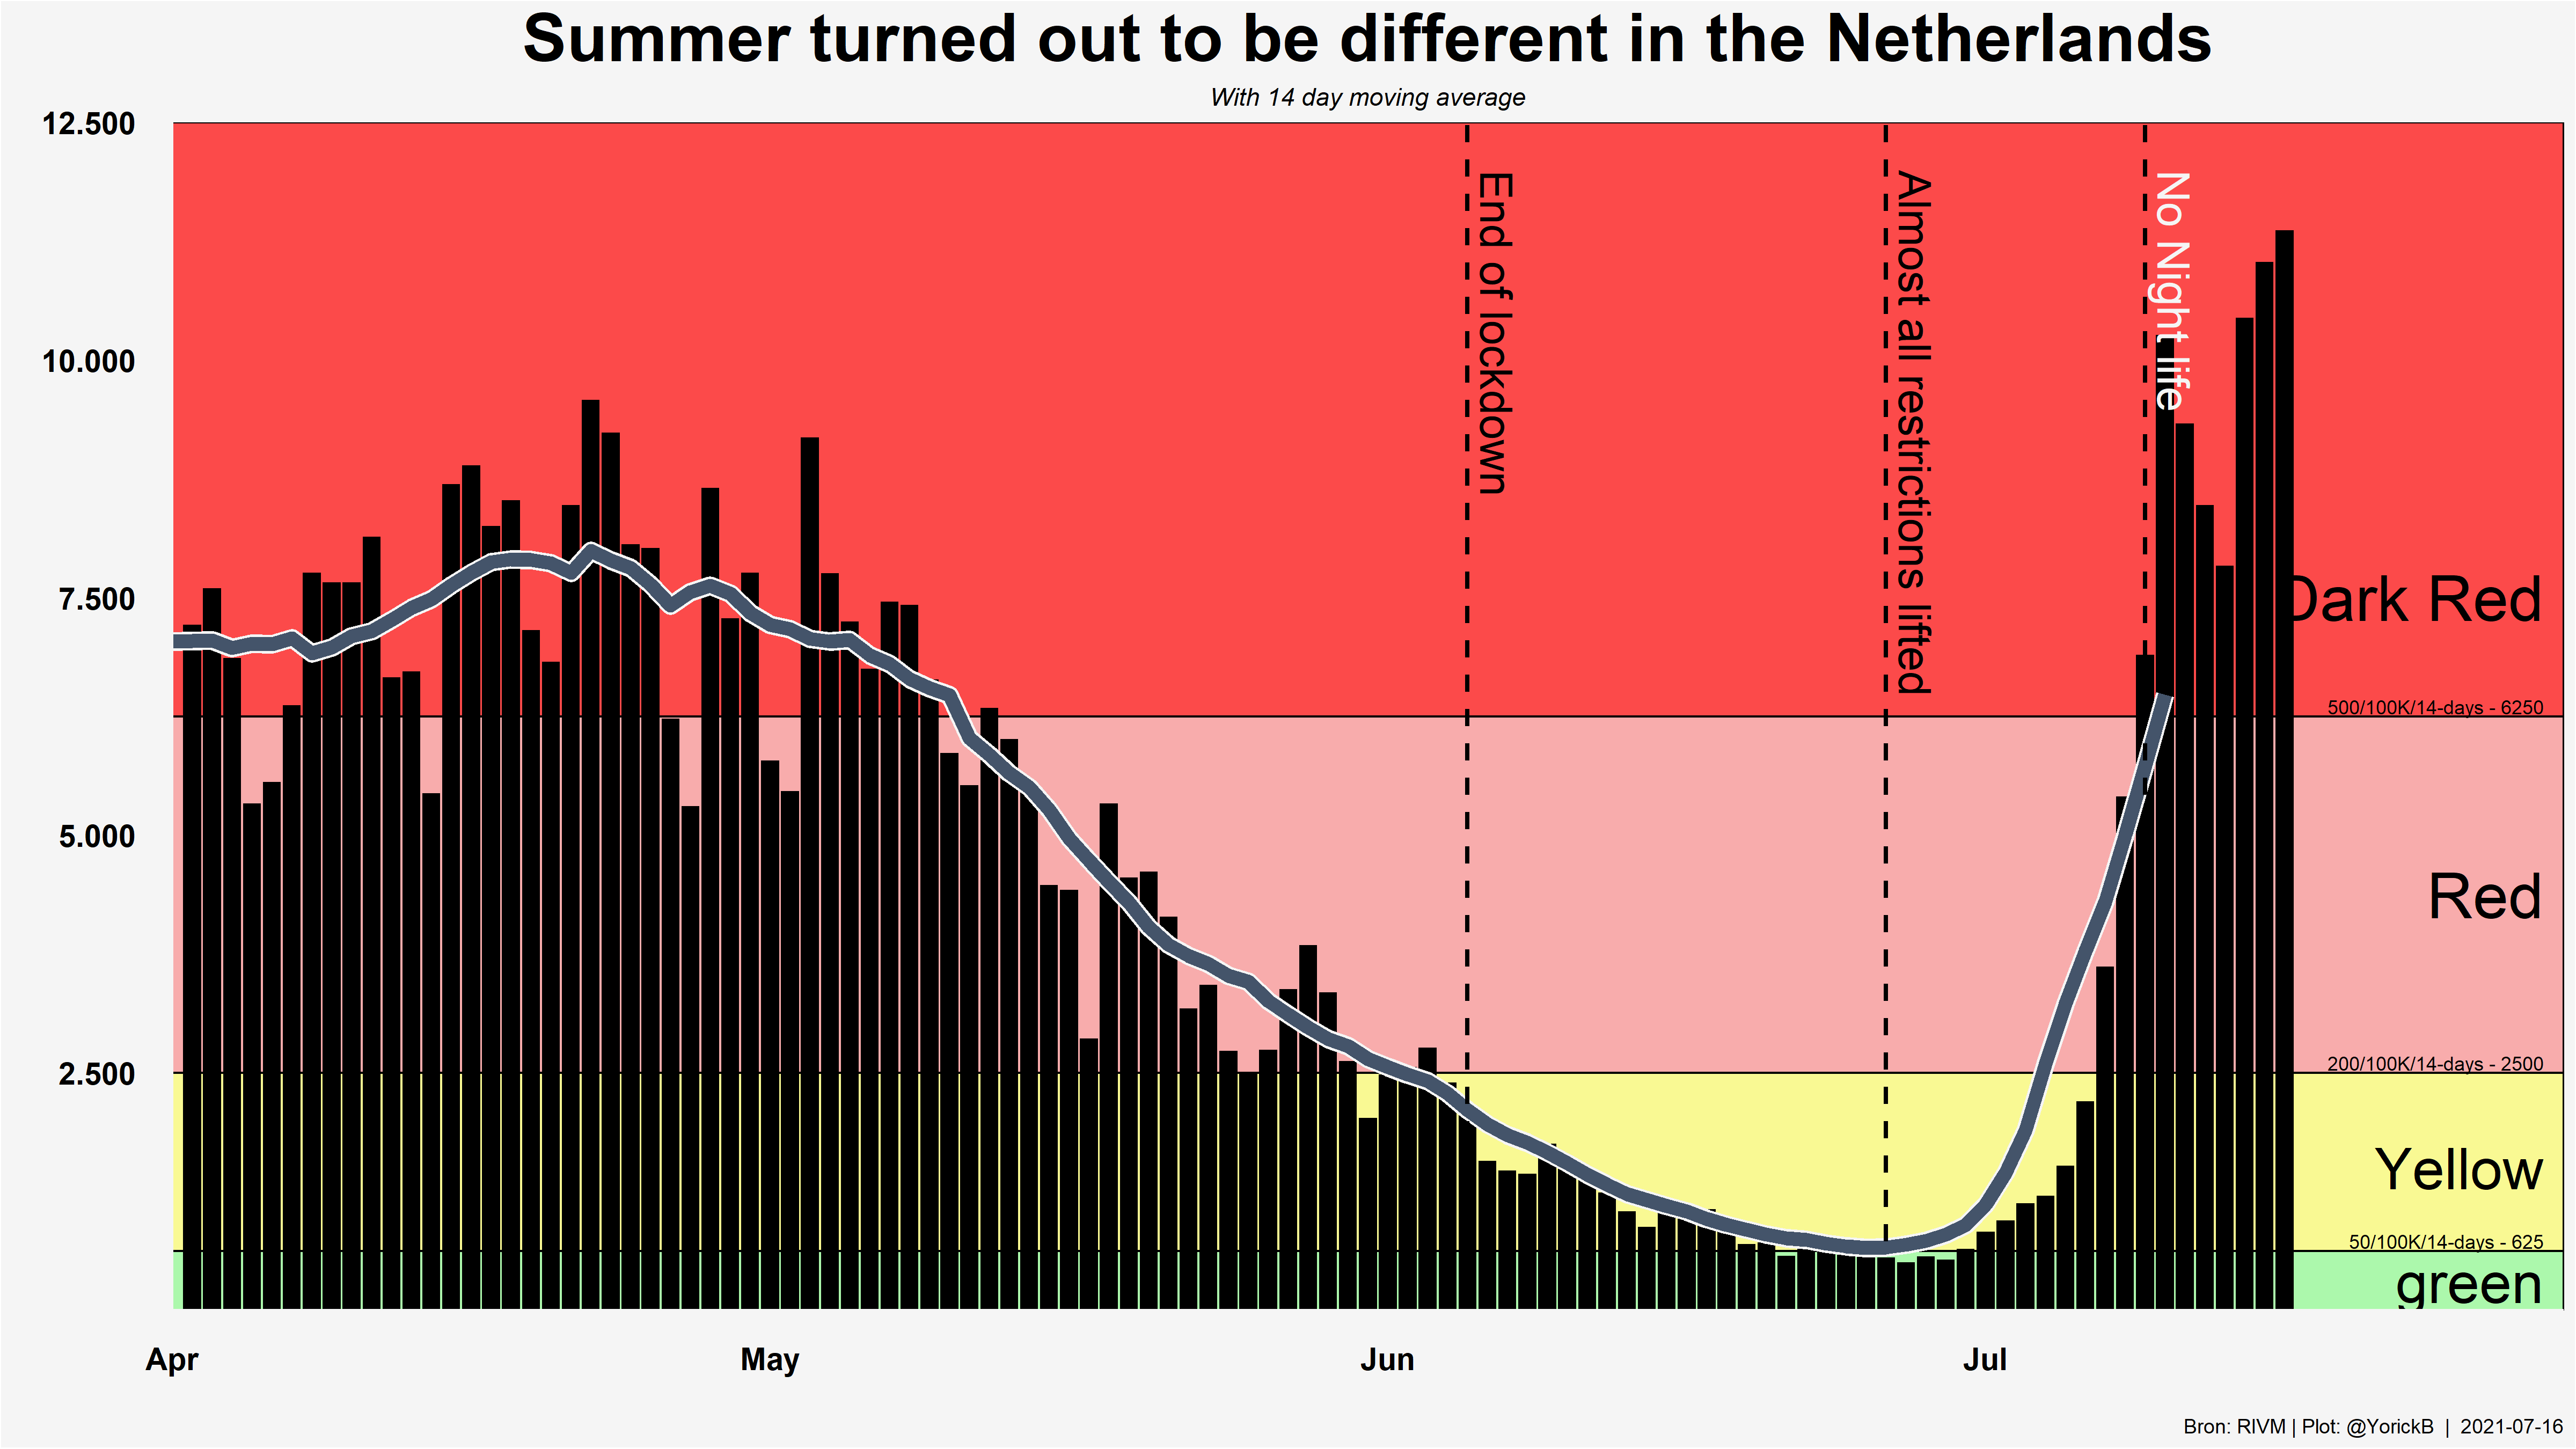 Summer turned out to be different in the Netherlands
With 14 day moving average
12.500
10.000
7.500
5.000
2.500
End of lockdown
Almost all restrictions lifted
No Night life
Dark Red
500/100K/14-days - 6250
Red
200/100K/14-days - 2500
Yellow
50/100K/14-days - 625
green
Apr
May
Jun
Jul
Bron: RIVM | Plot: @YorickB | 2021-07-16